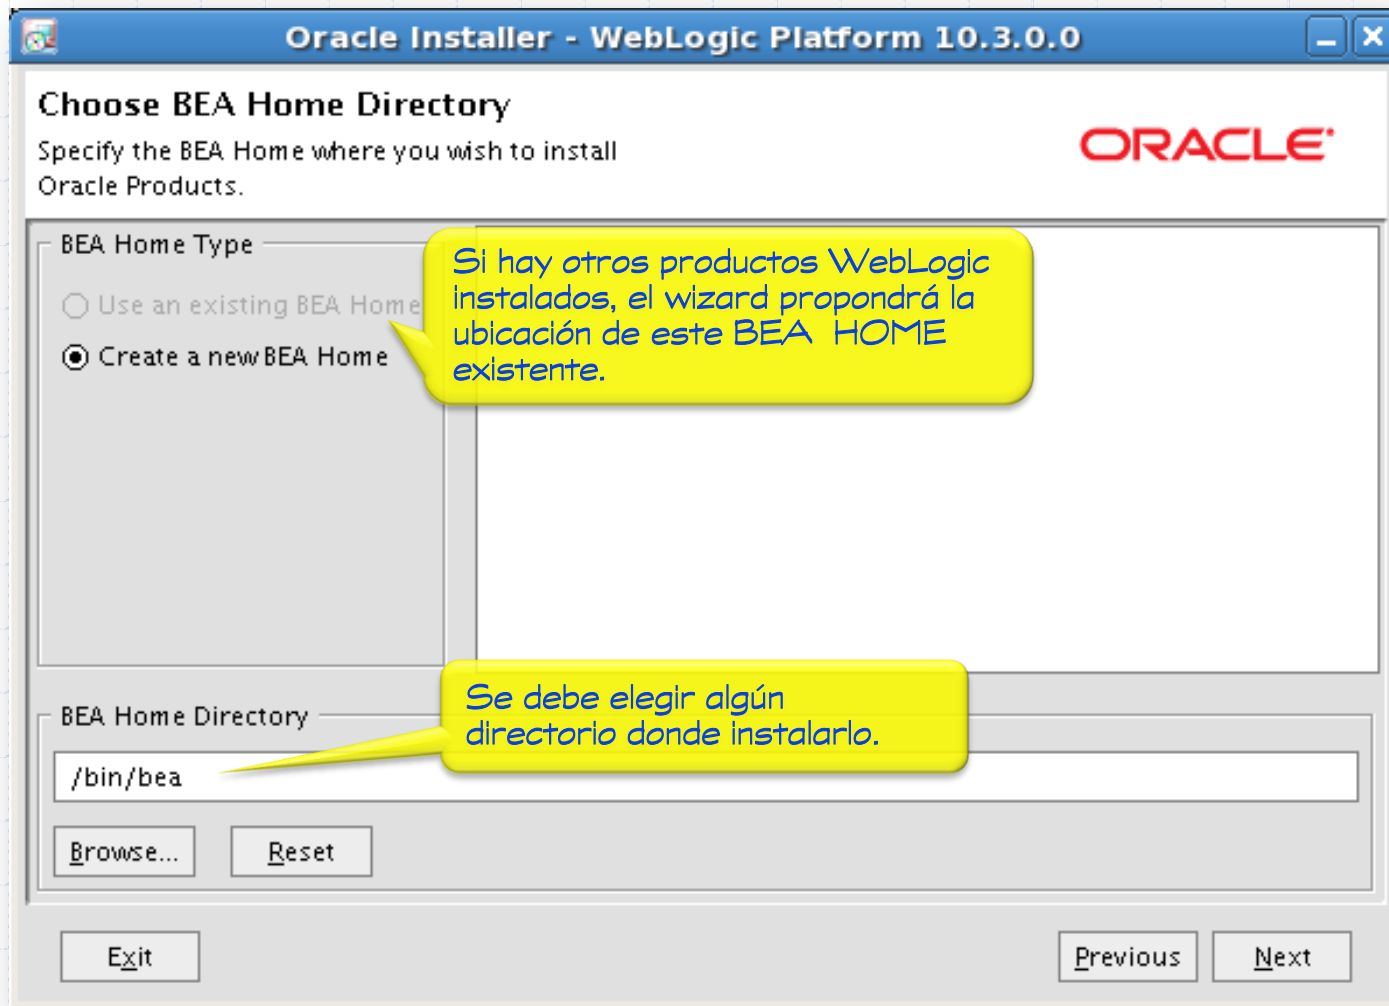 Oracle Installer - WebLogic Platform 10.3.0.0
Choose BEA Home Directory
Specify the BEA Home where you wish to install
Oracle Products.
ORACLE
BEA Home Type
Use an existing BEA Home
Create a new BEA Home
Si hay otros productos WebLogic
instalados, el wizard propondrá la
ubicación de este BEA HOME
existente.
Se debe elegir algún
directorio donde instalarlo.
BEA Home Directory
/bin/bea
Browse...
Reset
Exit
Previous
Next